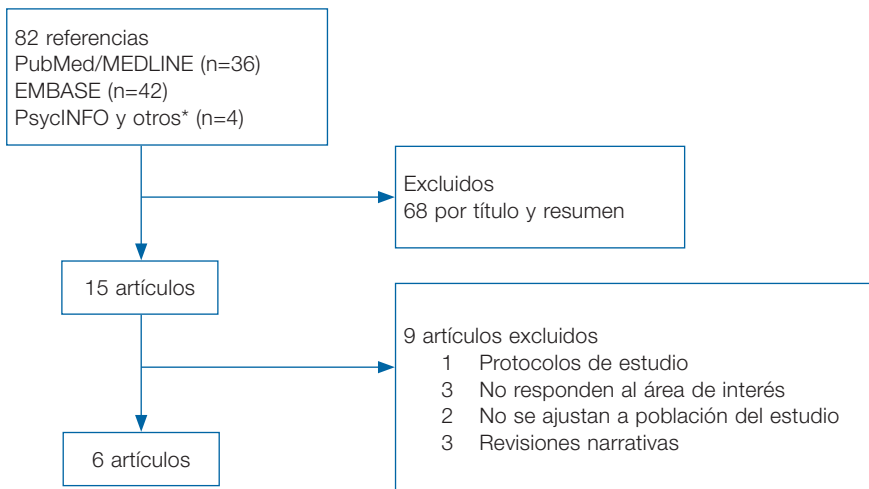 82 referencias
PubMed/MEDLINE (n=36)
EMBASE (n=42)
PsycINFO y otros* (n=4)
Excluidos
68 por título y resumen
15 artículos
9 artículos excluidos
1 Protocolos de estudio
3 No responden al área de interés
2 No se ajustan a población del estudio
3 Revisiones narrativas
6 artículos